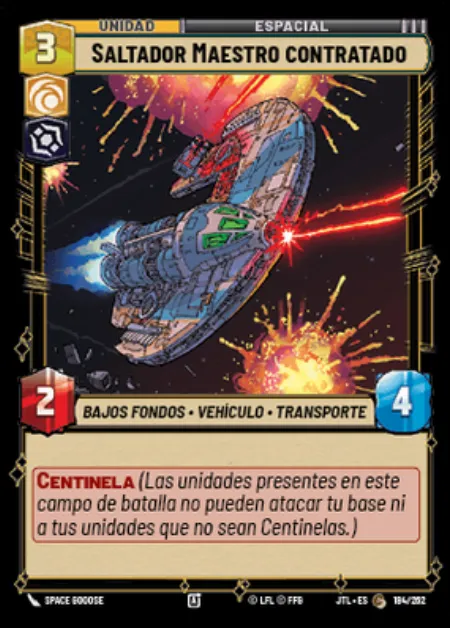 UNIDAD
ESPACIAL
3
SALTADOR MAESTRO CONTRATADO
2
BAJOS FONDOS • VEHÍCULO • TRANSPORTE
4
CENTINELA (Las unidades presentes en este
campo de batalla no pueden atacar tu base ni
a tus unidades que no sean Centinelas.)
SPACE GOOOSE
© LFL © FFG
JTL • ES
194/262